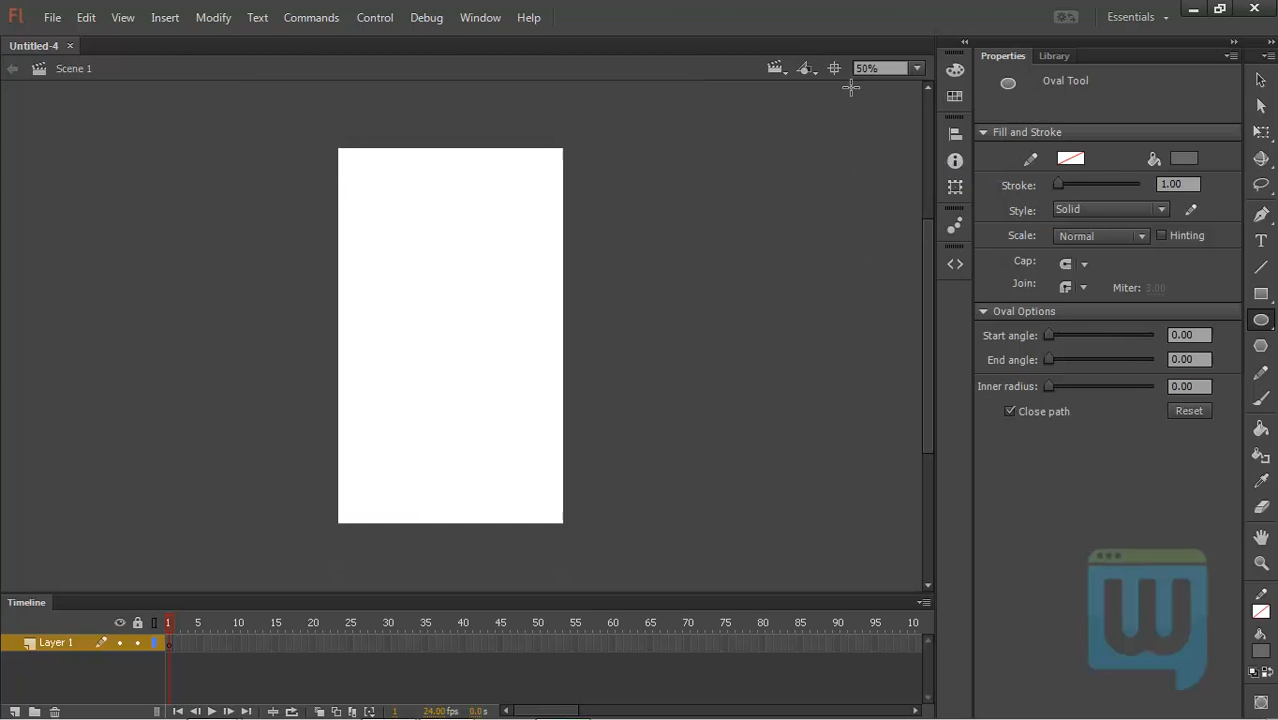 Fl File Edit View Insert Modify Text Commands Control Debug Window Help Essentials
Untitled-4
Scene 1 50%
Properties Library
Oval Tool
Fill and Stroke
Stroke: 1.00
Style: Solid
Scale: Normal Hinting
Cap:
Join: Miter: 3.00
Oval Options
Start angle: 0.00
End angle: 0.00
Inner radius: 0.00
Close path Reset
Timeline
1 5 10 15 20 25 30 35 40 45 50 55 60 65 70 75 80 85 90 95 10
Layer 1
1 24.00fps 0.0s
W